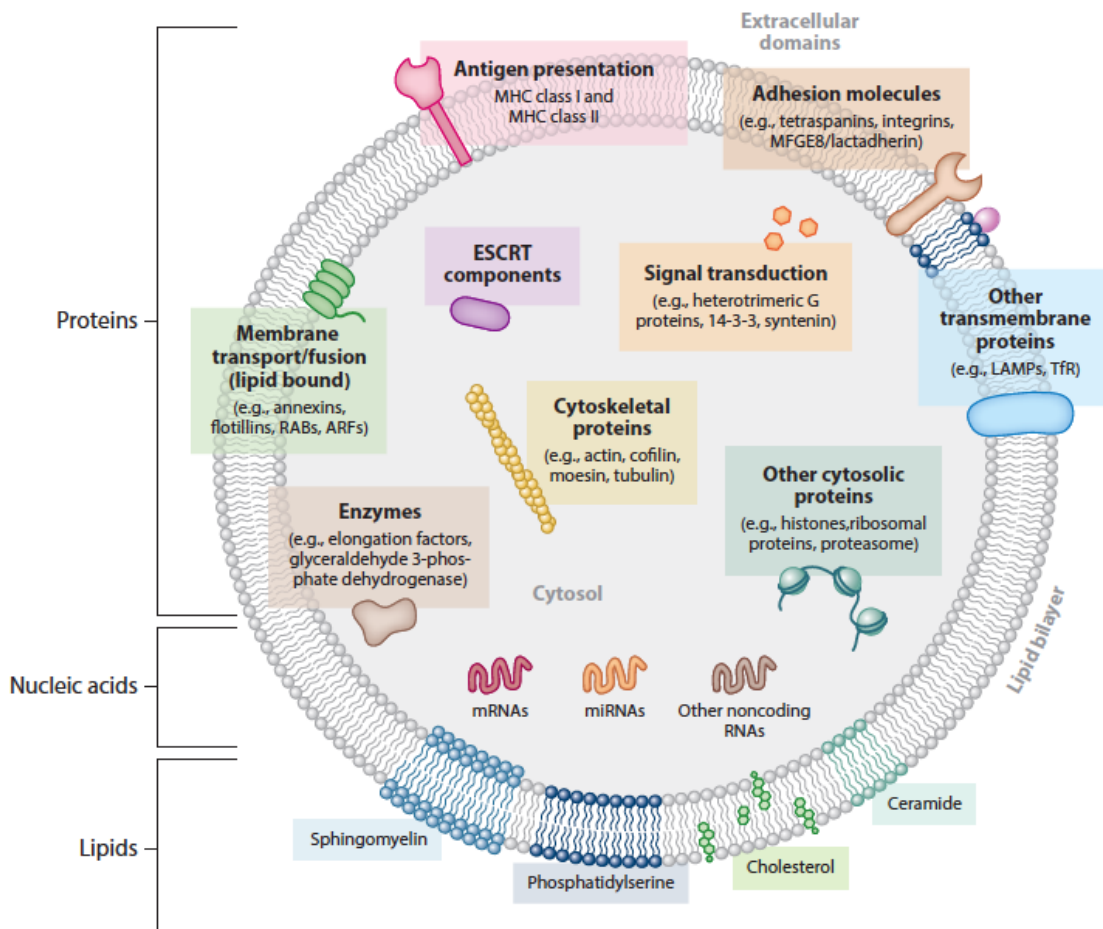 Extracellular
domains
Antigen presentation
MHC class I and
MHC class II
Adhesion molecules
(e.g., tetraspanins, integrins,
MFGE8/lactadherin)
ESCRT
components
Signal transduction
(e.g., heterotrimeric G
proteins, 14-3-3, syntenin)
Other
transmembrane
proteins
(e.g., LAMPs, TfR)
Proteins
Membrane
transport/fusion
(lipid bound)
(e.g., annexins,
flotillins, RABs, ARFs)
Cytoskeletal
proteins
(e.g., actin, cofilin,
moesin, tubulin)
Other cytosolic
proteins
(e.g., histones,ribosomal
proteins, proteasome)
Enzymes
(e.g., elongation factors,
glyceraldehyde 3-phos-
phate dehydrogenase)
Cytosol
Lipid bilayer
Nucleic acids
mRNAs
miRNAs
Other noncoding
RNAs
Lipids
Sphingomyelin
Phosphatidylserine
Cholesterol
Ceramide